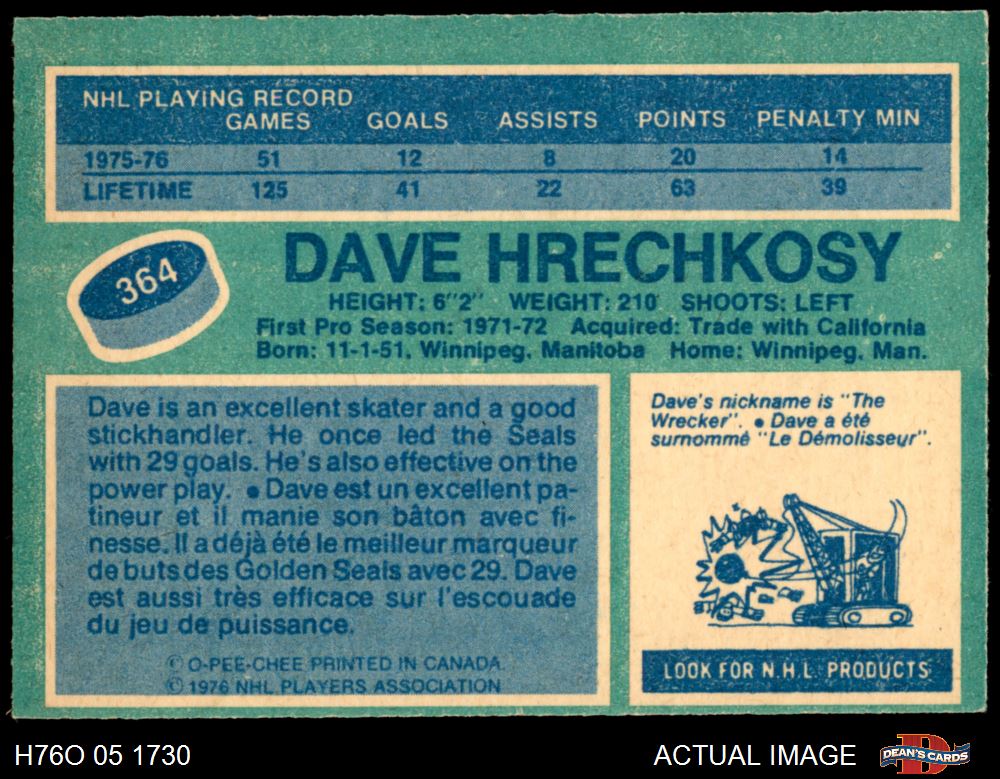 NHL PLAYING RECORD
GAMES GOALS ASSISTS POINTS PENALTY MIN
1975-76 51 12 8 20 14
LIFETIME 125 41 22 63 39
364
DAVE HRECHKOSY
HEIGHT: 6"2" WEIGHT: 210 SHOOTS: LEFT
First Pro Season: 1971-72 Acquired: Trade with California
Born: 11-1-51, Winnipeg, Manitoba Home: Winnipeg, Man.
Dave is an excellent skater and a good
stickhandler. He once led the Seals
with 29 goals. He's also effective on the
power play. • Dave est un excellent pa-
tineur et il manie son bâton avec fi-
nesse. Il a déjà été le meilleur marqueur
de buts des Golden Seals avec 29. Dave
est aussi très efficace sur l'escouade
du jeu de puissance.
© O-PEE-CHEE PRINTED IN CANADA
© 1976 NHL PLAYERS ASSOCIATION
Dave's nickname is "The
Wrecker". • Dave a été
surnommé "Le Démolisseur".
LOOK FOR N.H.L. PRODUCTS
H76O 05 1730
ACTUAL IMAGE
D
DEAN'S CARDS